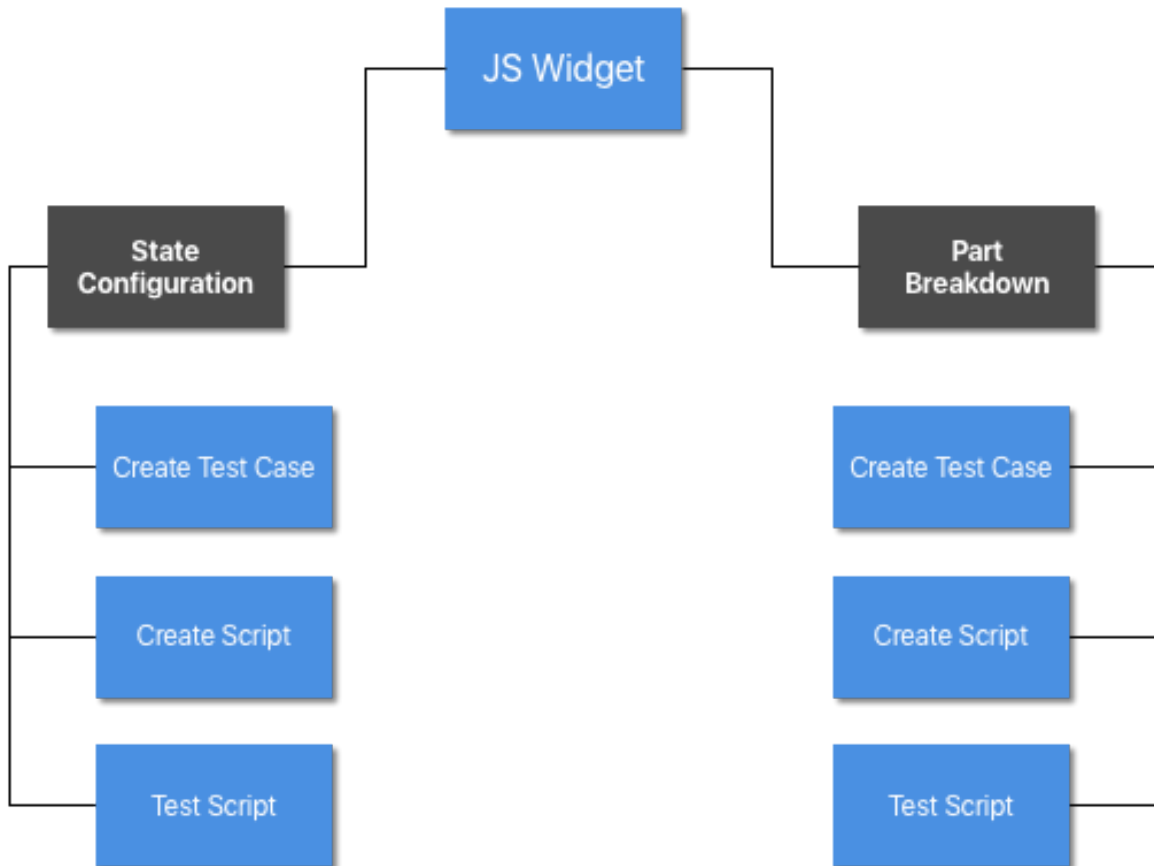 JS Widget
State
Configuration
Part
Breakdown
Create Test Case
Create Test Case
Create Script
Create Script
Test Script
Test Script